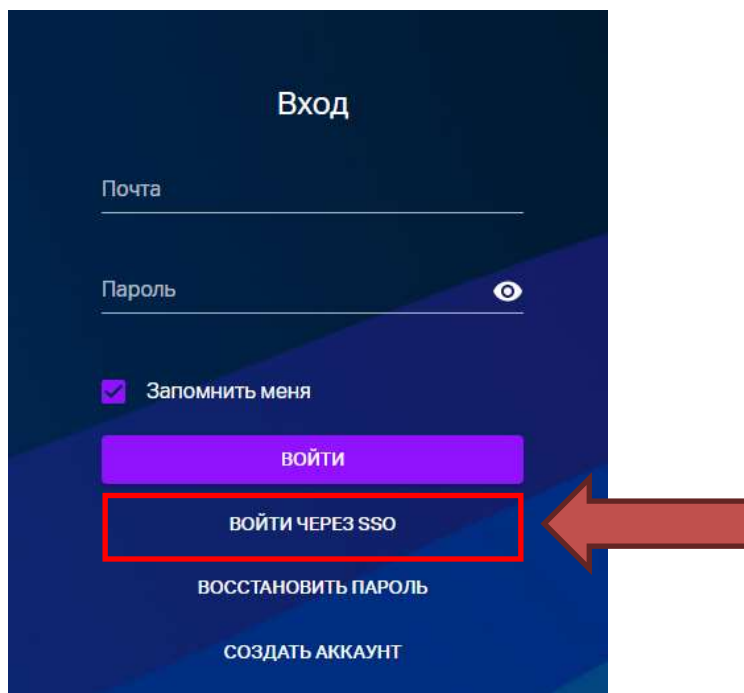 Вход
Почта
Пароль
Запомнить меня
ВОЙТИ
ВОЙТИ ЧЕРЕЗ SSO
ВОССТАНОВИТЬ ПАРОЛЬ
СОЗДАТЬ АККАУНТ